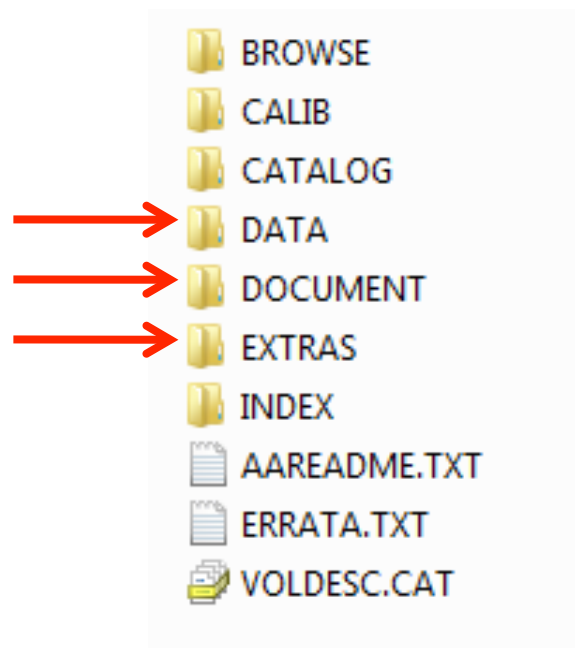 BROWSE
CALIB
CATALOG
DATA
DOCUMENT
EXTRAS
INDEX
AAREADME.TXT
ERRATA.TXT
VOLDESC.CAT